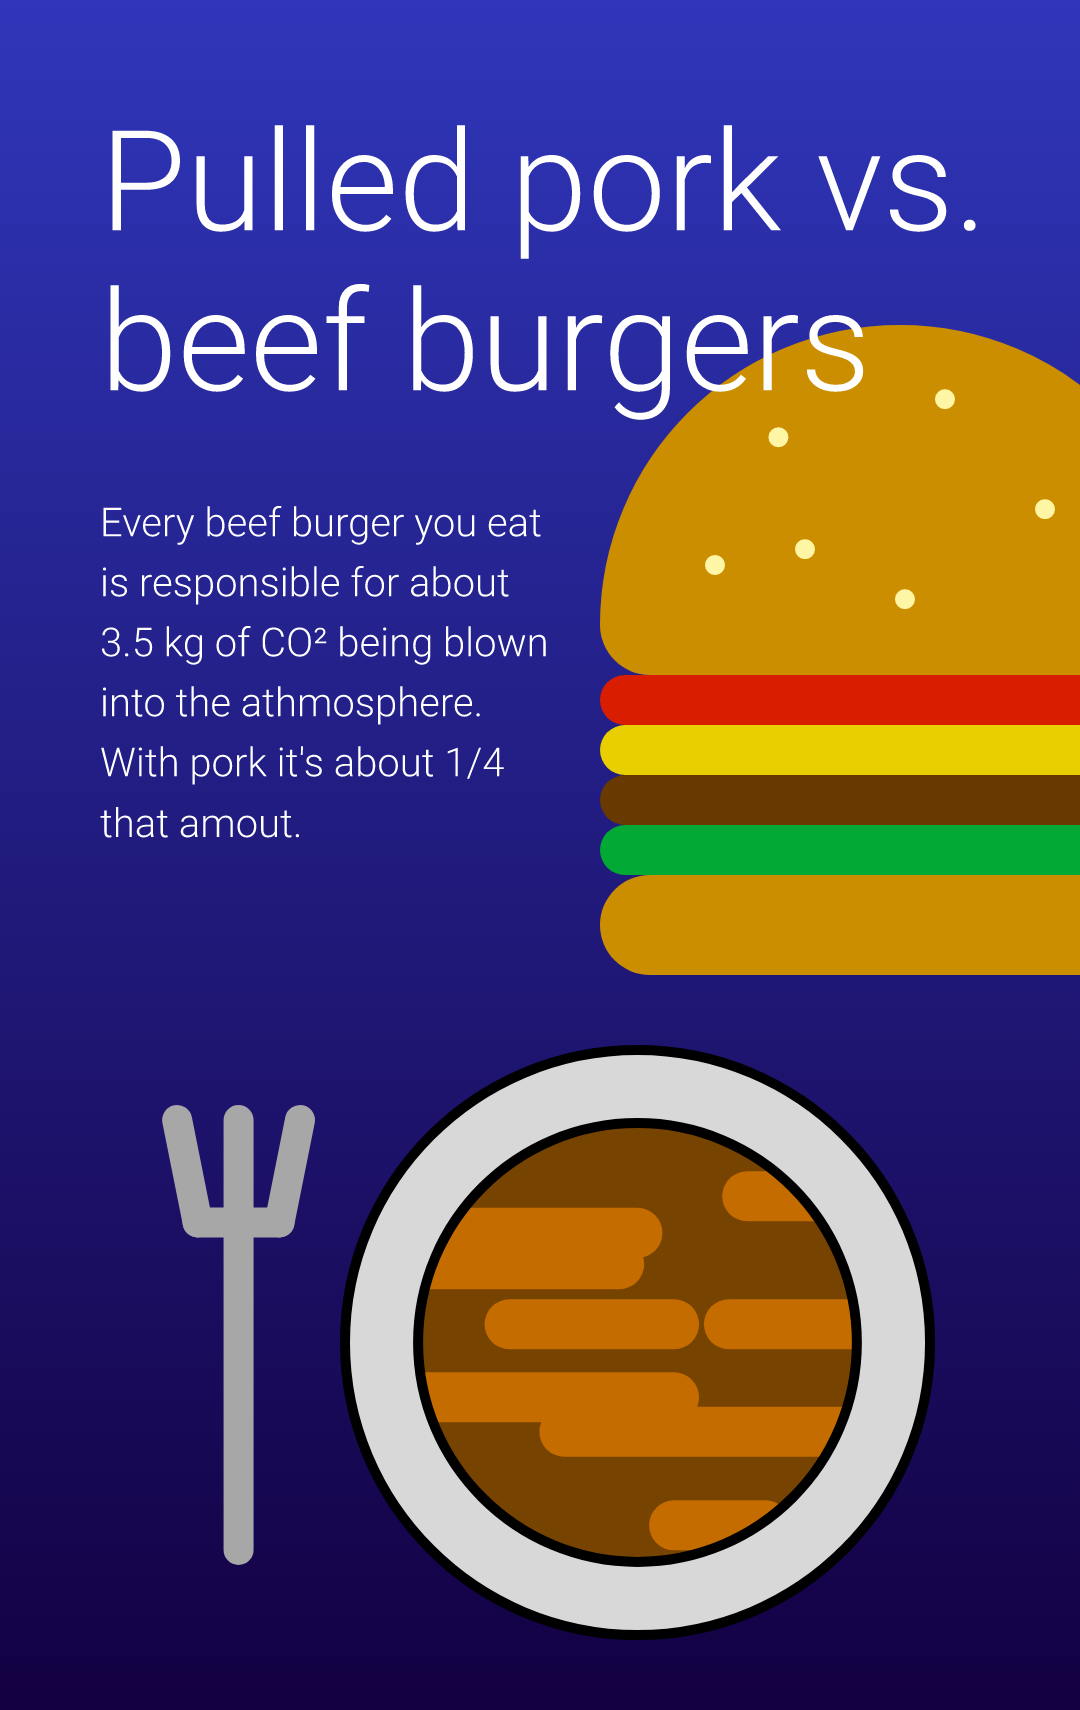 Pulled pork vs.
beef burgers
Every beef burger you eat
is responsible for about
3.5 kg of CO² being blown
into the athmosphere.
With pork it's about 1/4
that amout.